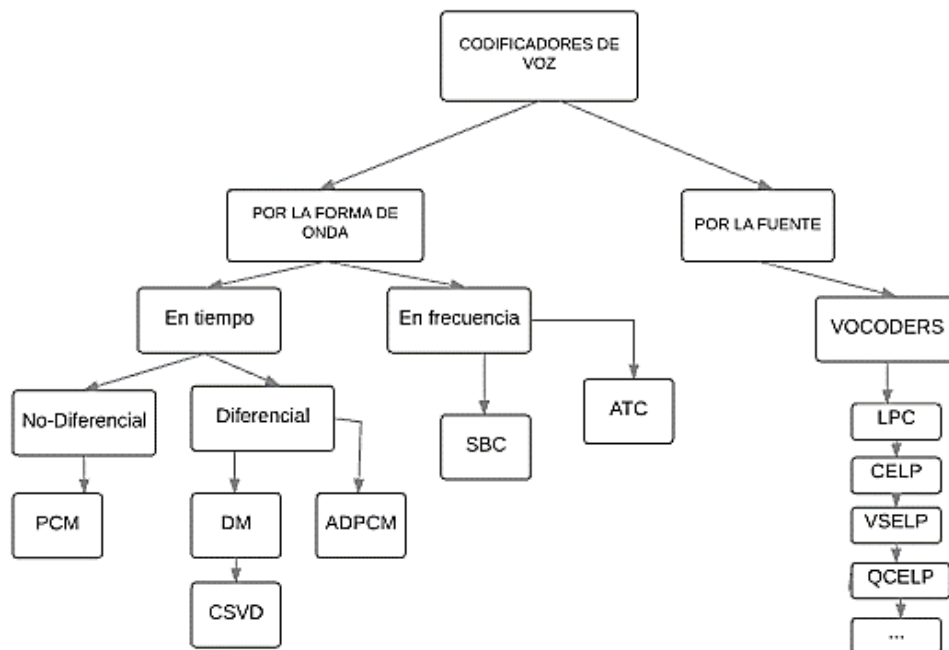 CODIFICADORES DE
VOZ
POR LA FORMA DE
ONDA
POR LA FUENTE
En tiempo
En frecuencia
VOCODERS
No-Diferencial
Diferencial
SBC
ATC
LPC
CELP
VSELP
QCELP
...
PCM
DM
ADPCM
CSVD